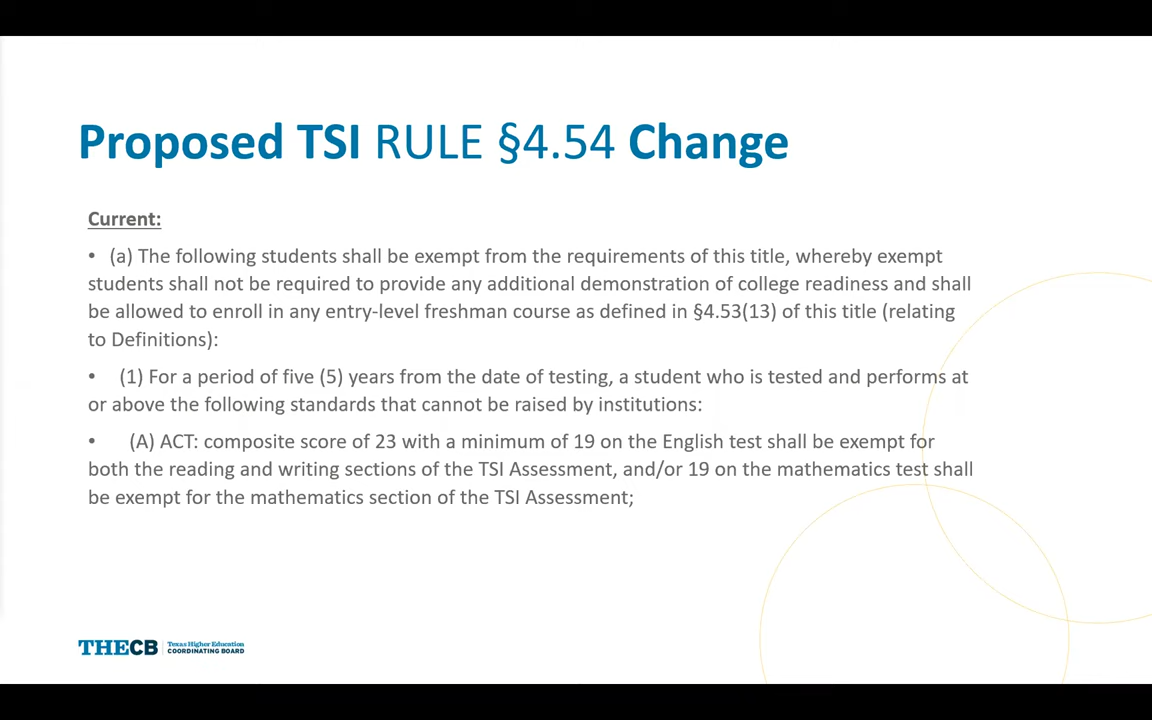 Proposed TSI RULE §4.54 Change
Current:
• (a) The following students shall be exempt from the requirements of this title, whereby exempt
students shall not be required to provide any additional demonstration of college readiness and shall
be allowed to enroll in any entry-level freshman course as defined in §4.53(13) of this title (relating
to Definitions):
• (1) For a period of five (5) years from the date of testing, a student who is tested and performs at
or above the following standards that cannot be raised by institutions:
• (A) ACT: composite score of 23 with a minimum of 19 on the English test shall be exempt for
both the reading and writing sections of the TSI Assessment, and/or 19 on the mathematics test shall
be exempt for the mathematics section of the TSI Assessment;
THECB Texas Higher Education
COORDINATING BOARD